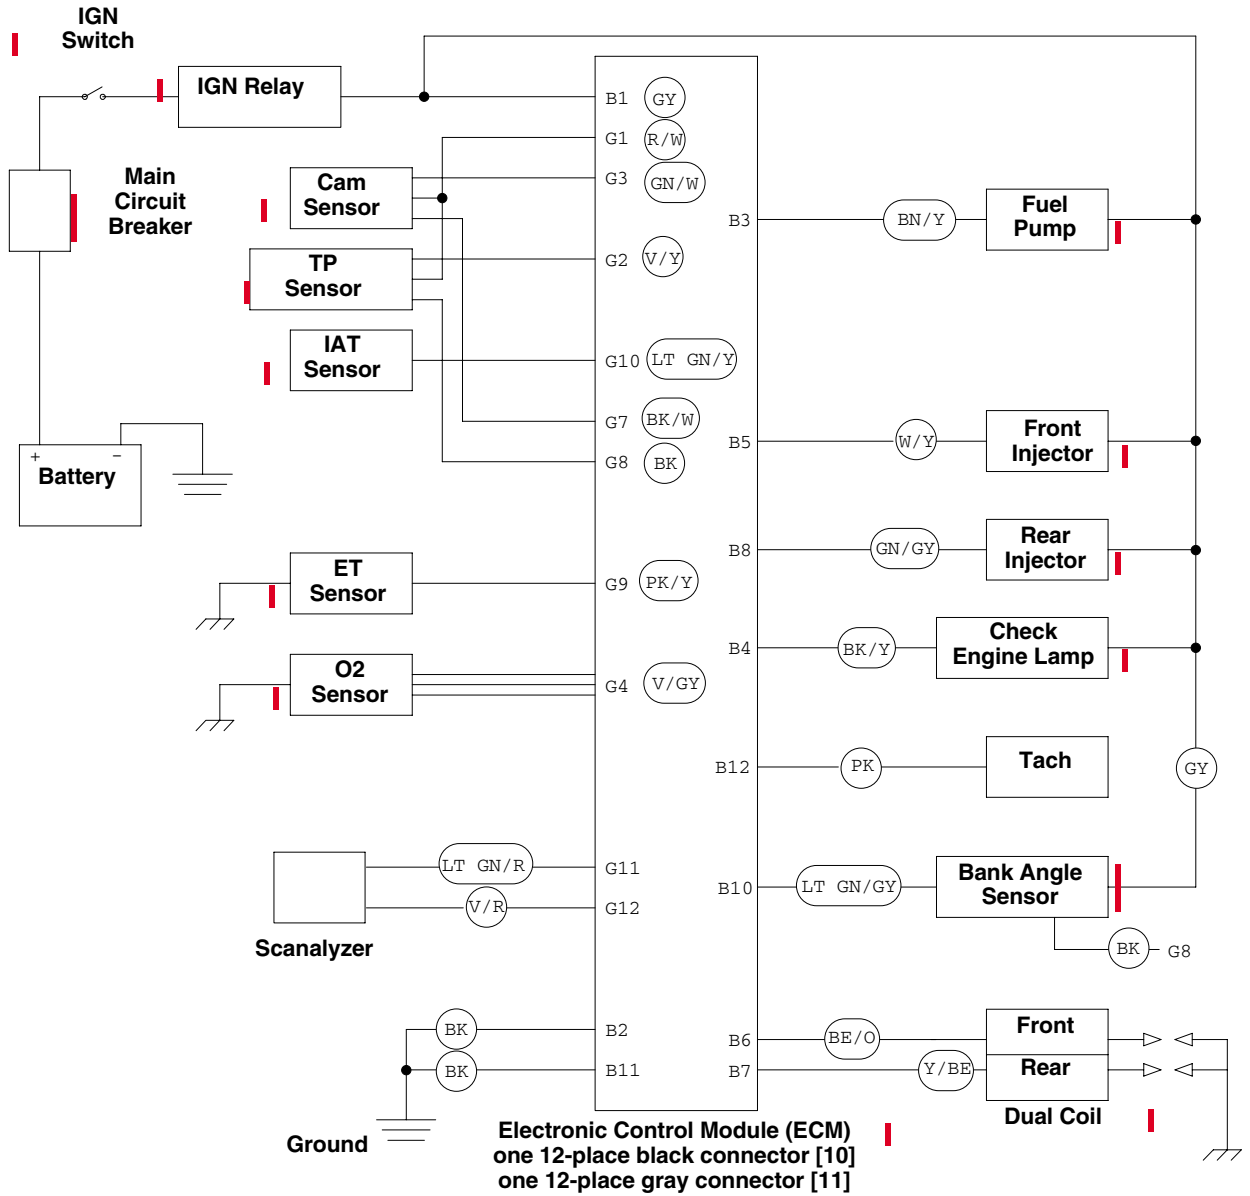 IGN
Switch
IGN Relay
B1 GY
G1 R/W
Main
Circuit
Breaker
Cam
Sensor
G3 GN/W
B3 BN/Y
Fuel
Pump
TP
Sensor
G2 V/Y
IAT
Sensor
G10 LT GN/Y
G7 BK/W
B5 W/Y
Front
Injector
+ -
Battery
G8 BK
B8 GN/GY
Rear
Injector
ET
Sensor
G9 PK/Y
B4 BK/Y
Check
Engine Lamp
O2
Sensor
G4 V/GY
B12 PK
Tach
GY
LT GN/R G11
V/R G12
Scanalyzer
B10 LT GN/GY
Bank Angle
Sensor
BK G8
BK B2
BK B11
Ground
B6 BE/O
Front
B7 Y/BE
Rear
Dual Coil
Electronic Control Module (ECM)
one 12-place black connector [10]
one 12-place gray connector [11]